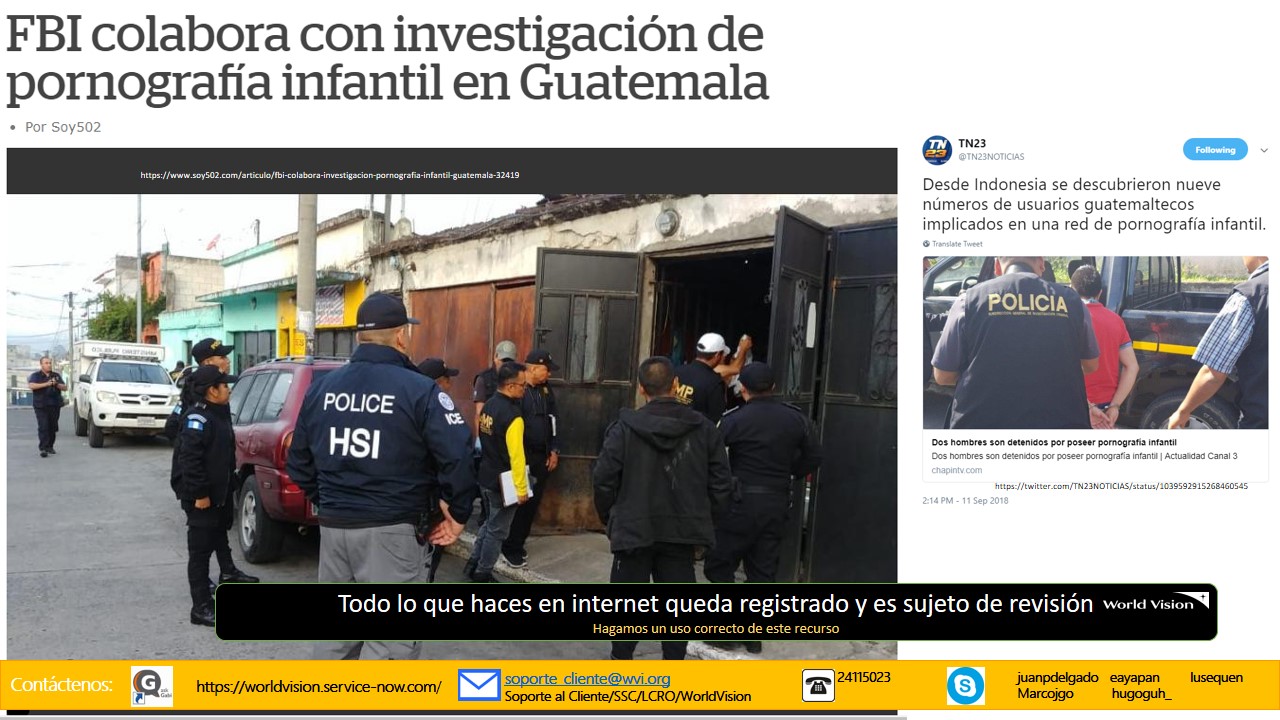 FBI colabora con investigación de
pornografía infantil en Guatemala
• Por Soy502
https://www.soy502.com/articulo/fbi-colabora-investigacion-pornografia-infantil-guatemala-32419
POLICE
HSI
ICE
MP
MP
TN
23
TN23
@TN23NOTICIAS
Following
Desde Indonesia se descubrieron nueve
números de usuarios guatemaltecos
implicados en una red de pornografía infantil.
Translate Tweet
POLICIA
Dos hombres son detenidos por poseer pornografía infantil
Dos hombres son detenidos por poseer pornografía infantil | Actualidad Canal 3
chapintv.com
https://twitter.com/TN23NOTICIAS/status/1039592915268460545
2:14 PM - 11 Sep 2018
Todo lo que haces en internet queda registrado y es sujeto de revisión
World Vision
Hagamos un uso correcto de este recurso
Contáctenos:
G ask Gabi
https://worldvision.service-now.com/
soporte_cliente@wvi.org
Soporte al Cliente/SSC/LCRO/WorldVision
24115023
juanpdelgado eayapan lusequen
Marcojgo hugoguh_